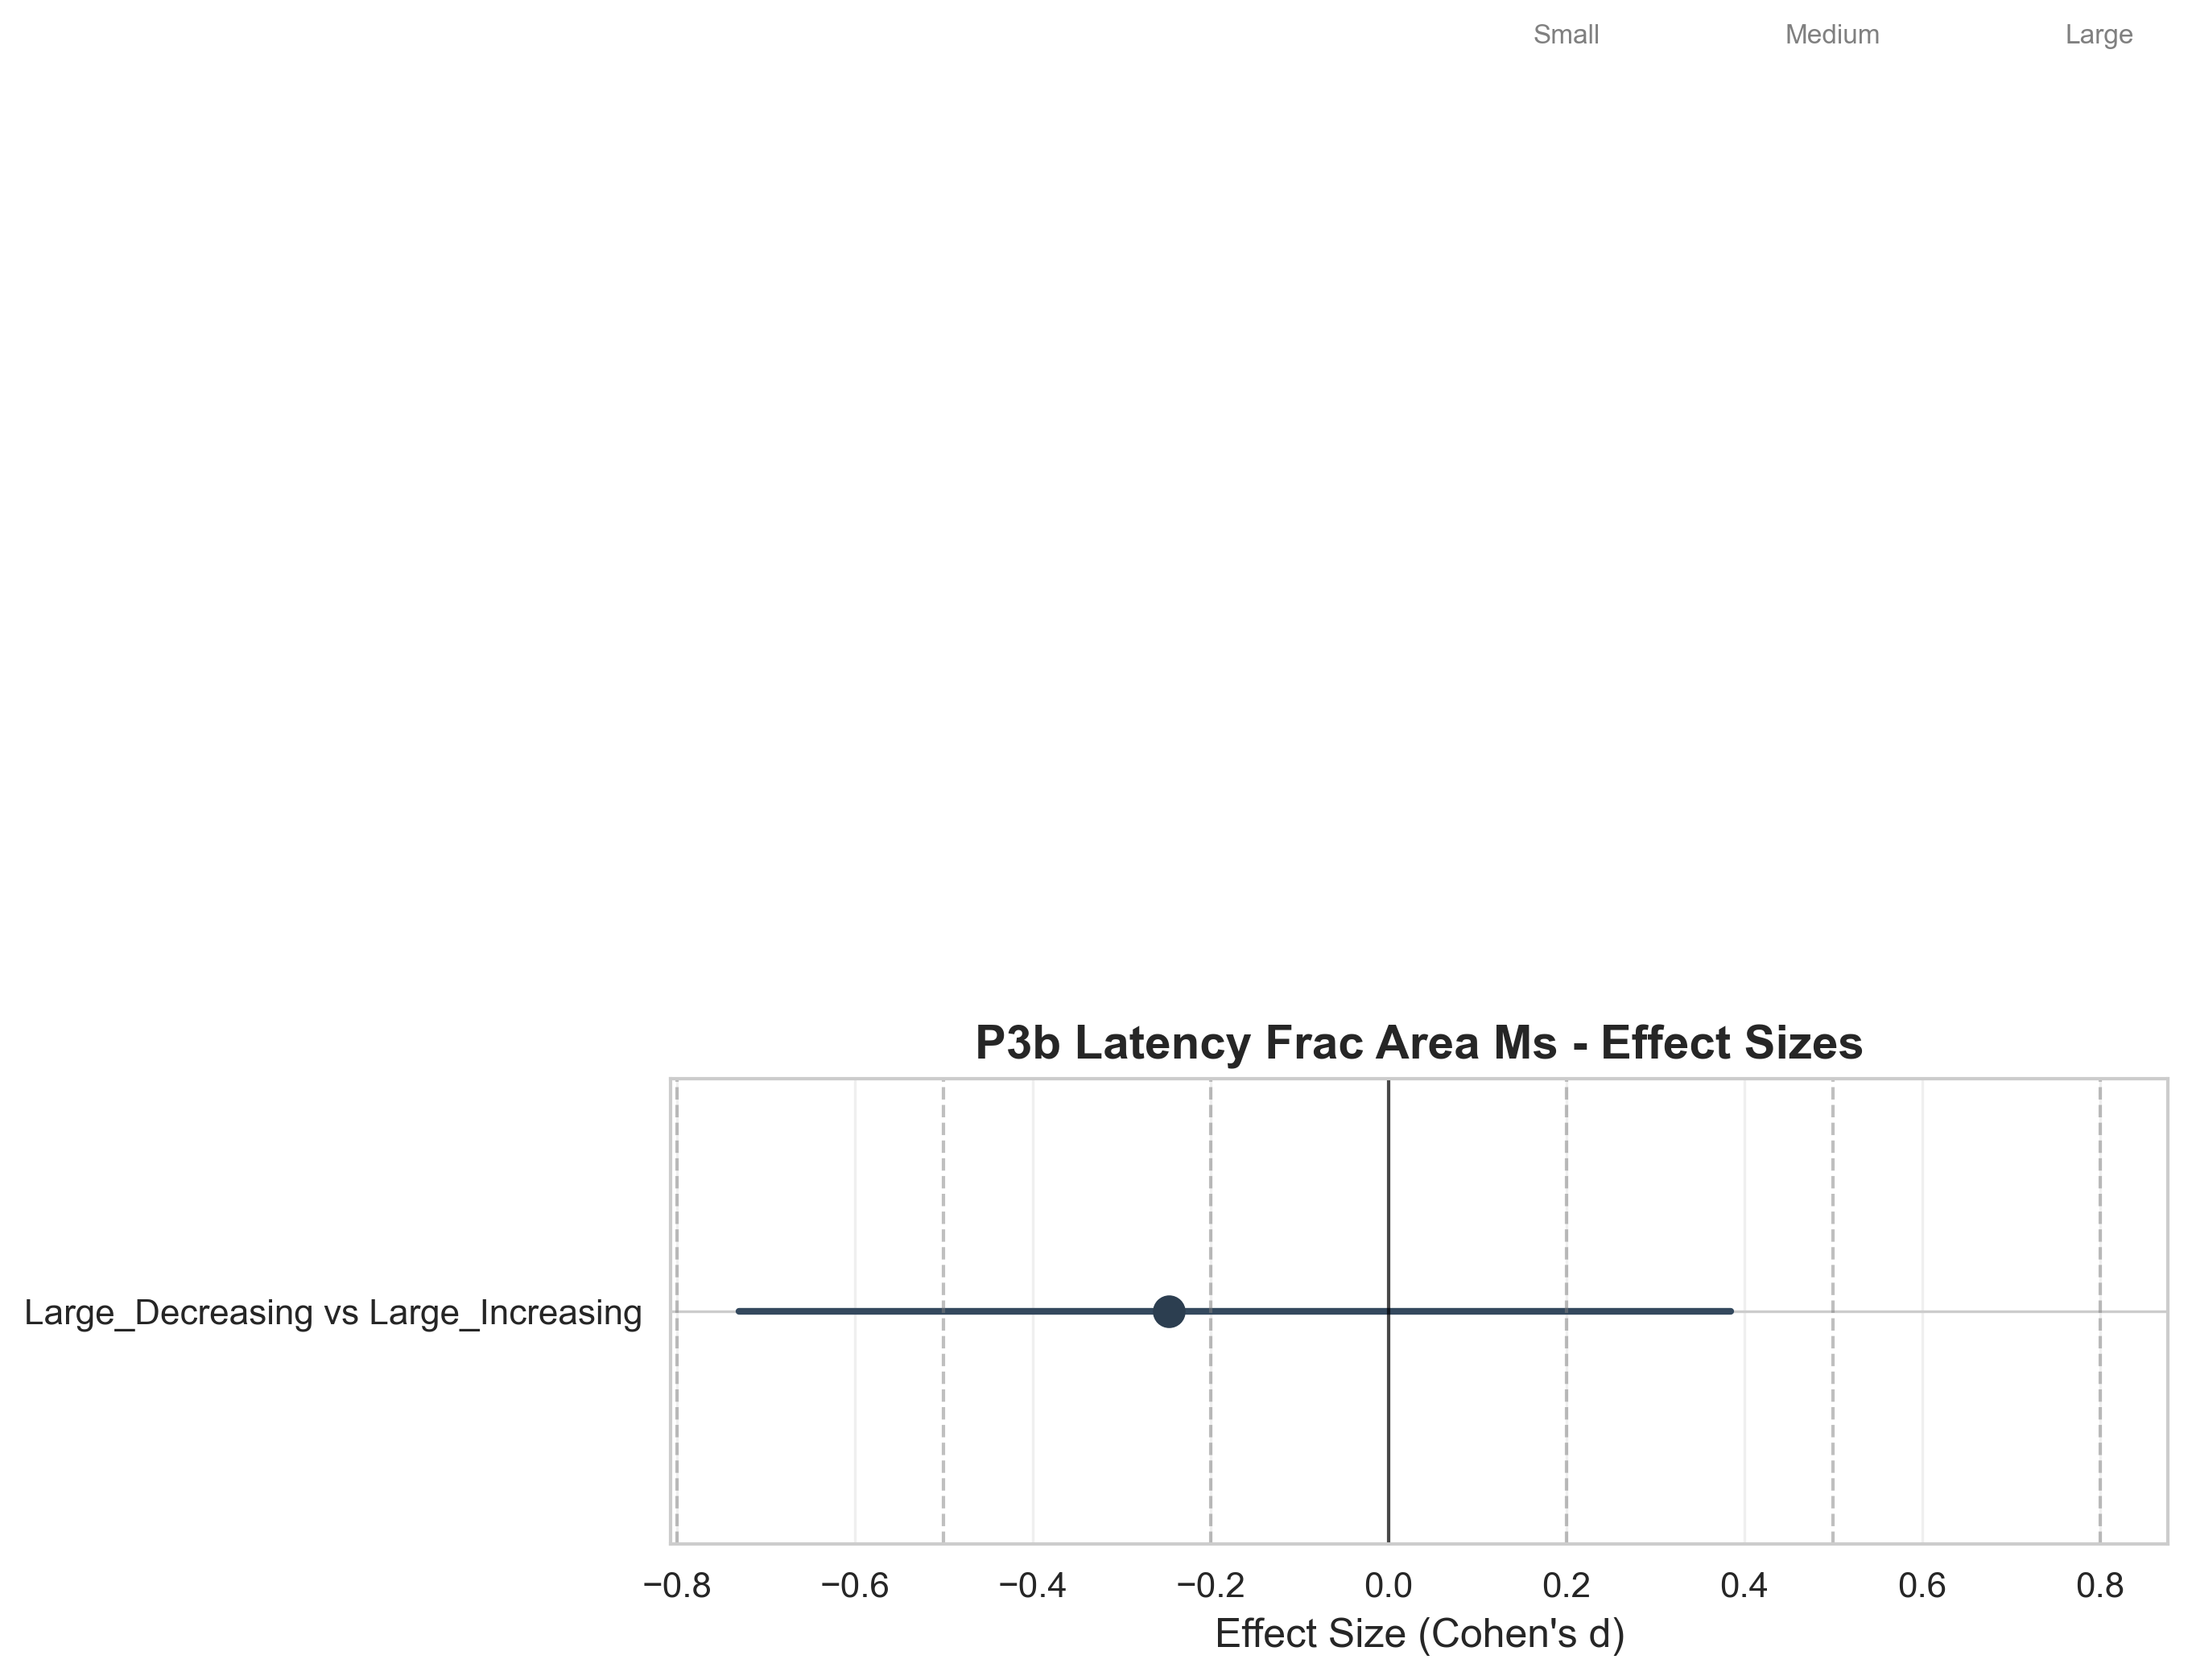 Small Medium Large
P3b Latency Frac Area Ms - Effect Sizes
Large_Decreasing vs Large_Increasing
−0.8 −0.6 −0.4 −0.2 0.0 0.2 0.4 0.6 0.8
Effect Size (Cohen's d)